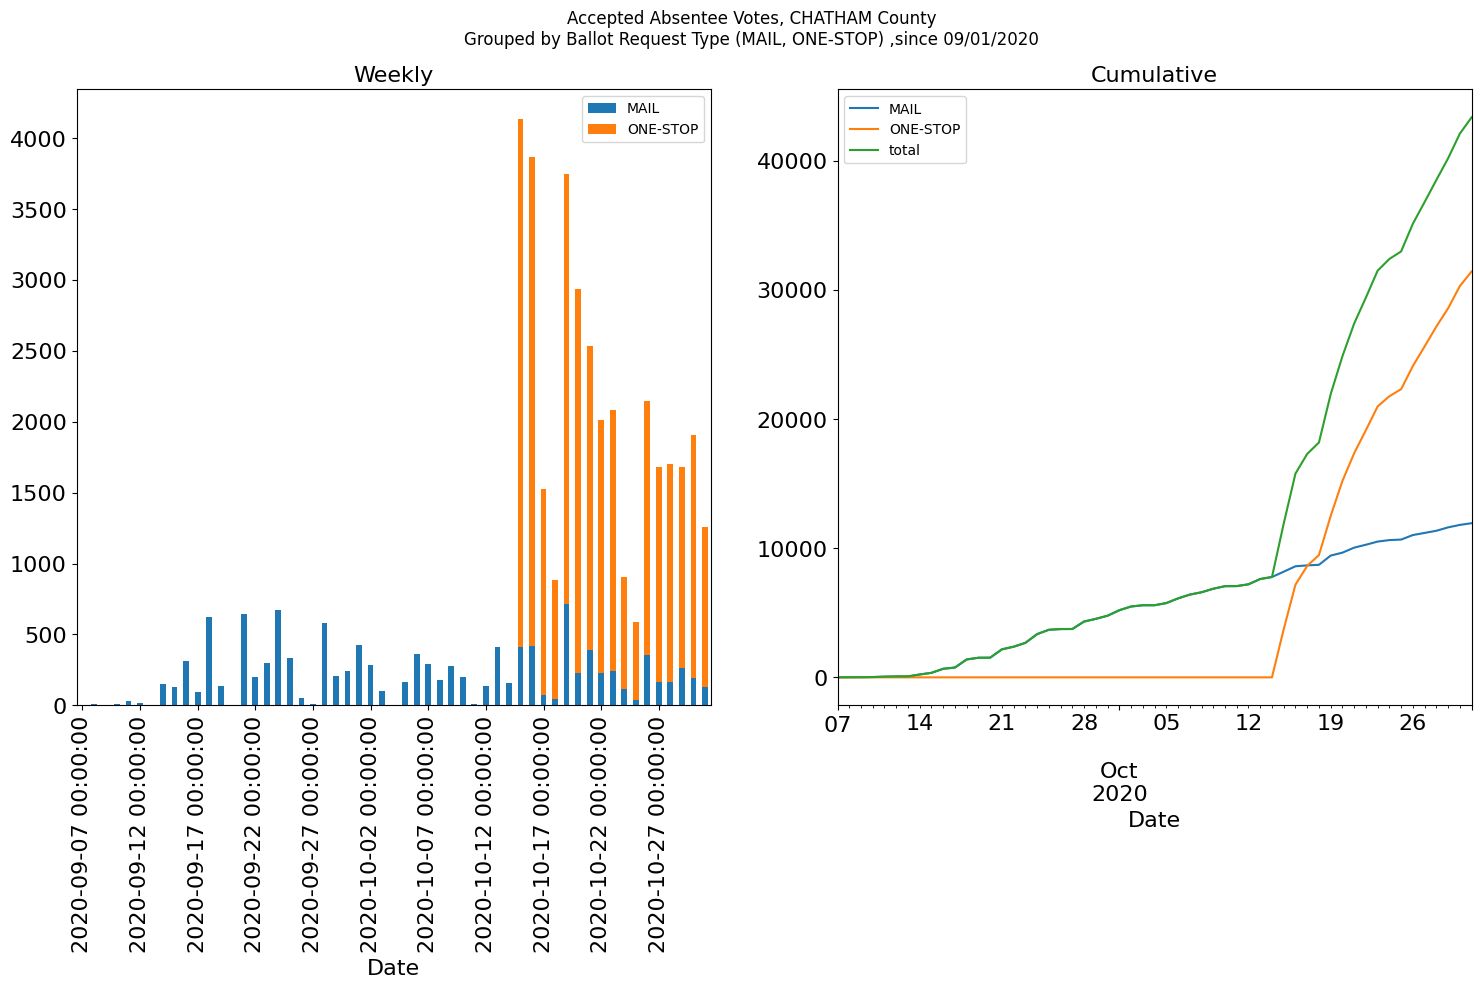 Accepted Absentee Votes, CHATHAM County
Grouped by Ballot Request Type (MAIL, ONE-STOP) ,since 09/01/2020
Weekly
MAIL
ONE-STOP
4000
3500
3000
2500
2000
1500
1000
500
0
2020-09-07 00:00:00
2020-09-12 00:00:00
2020-09-17 00:00:00
2020-09-22 00:00:00
2020-09-27 00:00:00
2020-10-02 00:00:00
2020-10-07 00:00:00
2020-10-12 00:00:00
2020-10-17 00:00:00
2020-10-22 00:00:00
2020-10-27 00:00:00
Date
Cumulative
MAIL
ONE-STOP
total
40000
30000
20000
10000
0
07 14 21 28 05 12 19 26
Oct
2020
Date